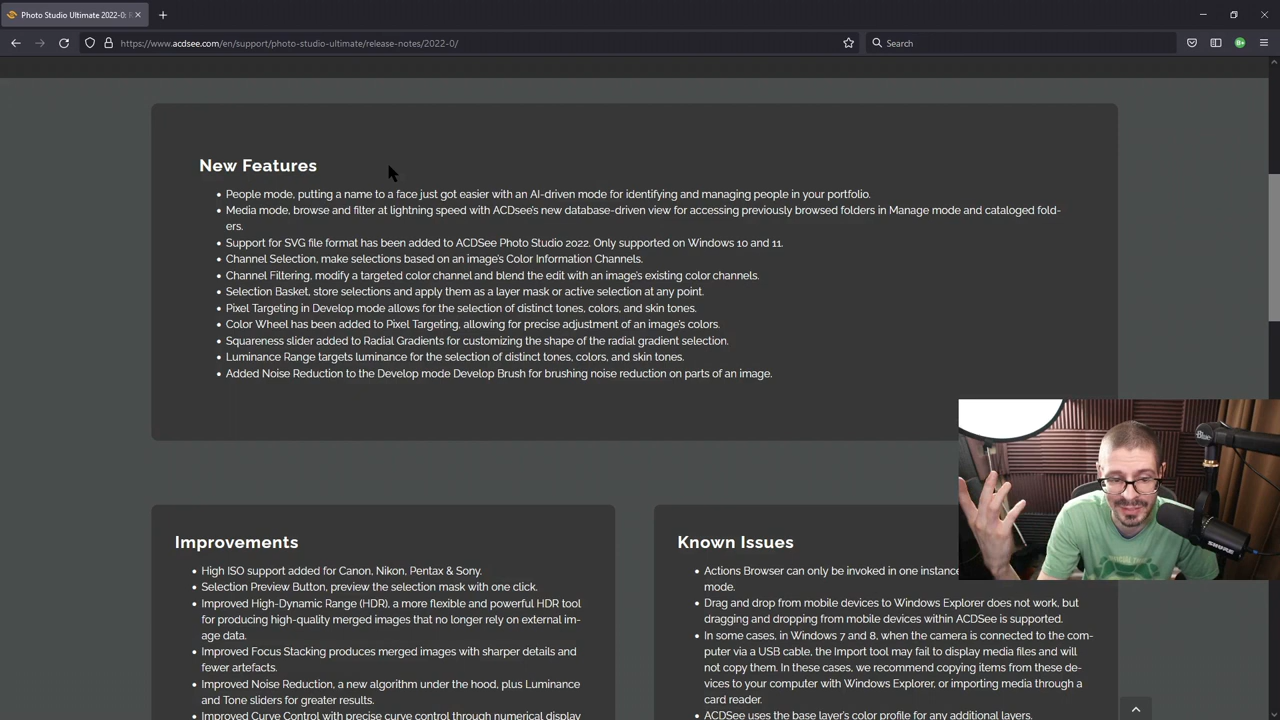 Photo Studio Ultimate 2022-0:
https://www.acdsee.com/en/support/photo-studio-ultimate/release-notes/2022-0/
Search
New Features
People mode, putting a name to a face just got easier with an AI-driven mode for identifying and managing people in your portfolio.
Media mode, browse and filter at lightning speed with ACDsee's new database-driven view for accessing previously browsed folders in Manage mode and cataloged fold-
ers.
Support for SVG file format has been added to ACDSee Photo Studio 2022. Only supported on Windows 10 and 11.
Channel Selection, make selections based on an image's Color Information Channels.
Channel Filtering, modify a targeted color channel and blend the edit with an image's existing color channels.
Selection Basket, store selections and apply them as a layer mask or active selection at any point.
Pixel Targeting in Develop mode allows for the selection of distinct tones, colors, and skin tones.
Color Wheel has been added to Pixel Targeting, allowing for precise adjustment of an image's colors.
Squareness slider added to Radial Gradients for customizing the shape of the radial gradient selection.
Luminance Range targets luminance for the selection of distinct tones, colors, and skin tones.
Added Noise Reduction to the Develop mode Develop Brush for brushing noise reduction on parts of an image.
Improvements
High ISO support added for Canon, Nikon, Pentax & Sony.
Selection Preview Button, preview the selection mask with one click.
Improved High-Dynamic Range (HDR), a more flexible and powerful HDR tool
for producing high-quality merged images that no longer rely on external im-
age data.
Improved Focus Stacking produces merged images with sharper details and
fewer artefacts.
Improved Noise Reduction, a new algorithm under the hood, plus Luminance
and Tone sliders for greater results.
Improved Curve Control with precise curve control through numerical display
Known Issues
Actions Browser can only be invoked in one instance
mode.
Drag and drop from mobile devices to Windows Explorer does not work, but
dragging and dropping from mobile devices within ACDSee is supported.
In some cases, in Windows 7 and 8, when the camera is connected to the com-
puter via a USB cable, the Import tool may fail to display media files and will
not copy them. In these cases, we recommend copying items from these de-
vices to your computer with Windows Explorer, or importing media through a
card reader.
ACDSee uses the base layer's color profile for any additional layers.
Blue
SHURE